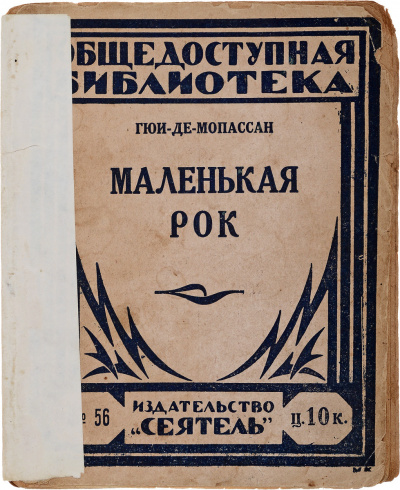 ОБЩЕДОСТУПНАЯ
БИБЛИОТЕКА
ГЮИ-ДЕ-МОПАССАН
МАЛЕНЬКАЯ
РОК
№ 56
ИЗДАТЕЛЬСТВО
„СЕЯТЕЛЬ"
ц. 10 к.